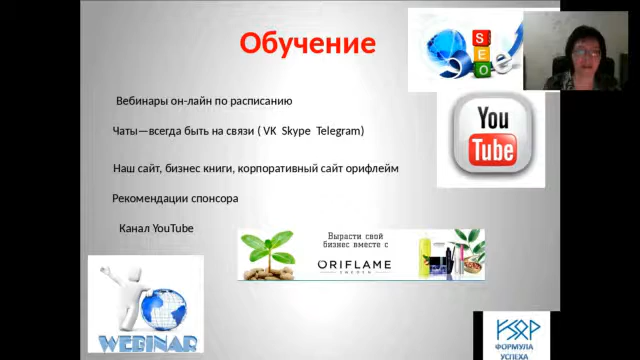 Обучение
SEO
Вебинары он-лайн по расписанию
You
Tube
Чаты—всегда быть на связи ( VK Skype Telegram)
Наш сайт, бизнес книги, корпоративный сайт орифлейм
Рекомендации спонсора
Канал YouTube
Вырасти свой
бизнес вместе с
ORIFLAME
SWEDEN
WEBINAR
ФОРМУЛА
УСПЕХА